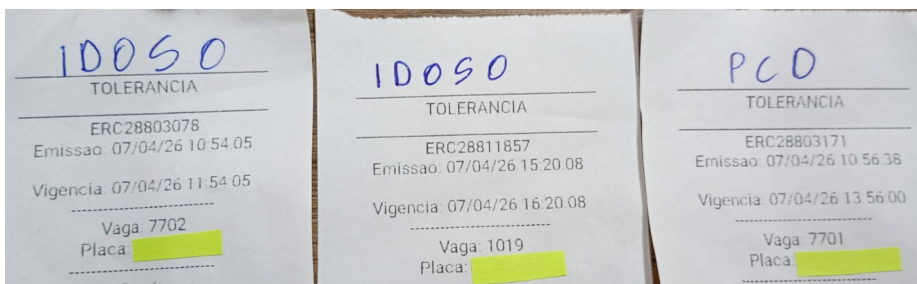 IDOSO
TOLERANCIA
ERC28803078
Emissao: 07/04/26 10:54:05
Vigencia: 07/04/26 11:54:05
Vaga: 7702
Placa:
IDOSO
TOLERANCIA
ERC28811857
Emissao: 07/04/26 15:20:08
Vigencia: 07/04/26 16:20:08
Vaga: 1019
Placa:
PCD
TOLERANCIA
ERC28803171
Emissao: 07/04/26 10:56:38
Vigencia: 07/04/26 13:56:00
Vaga: 7701
Placa: